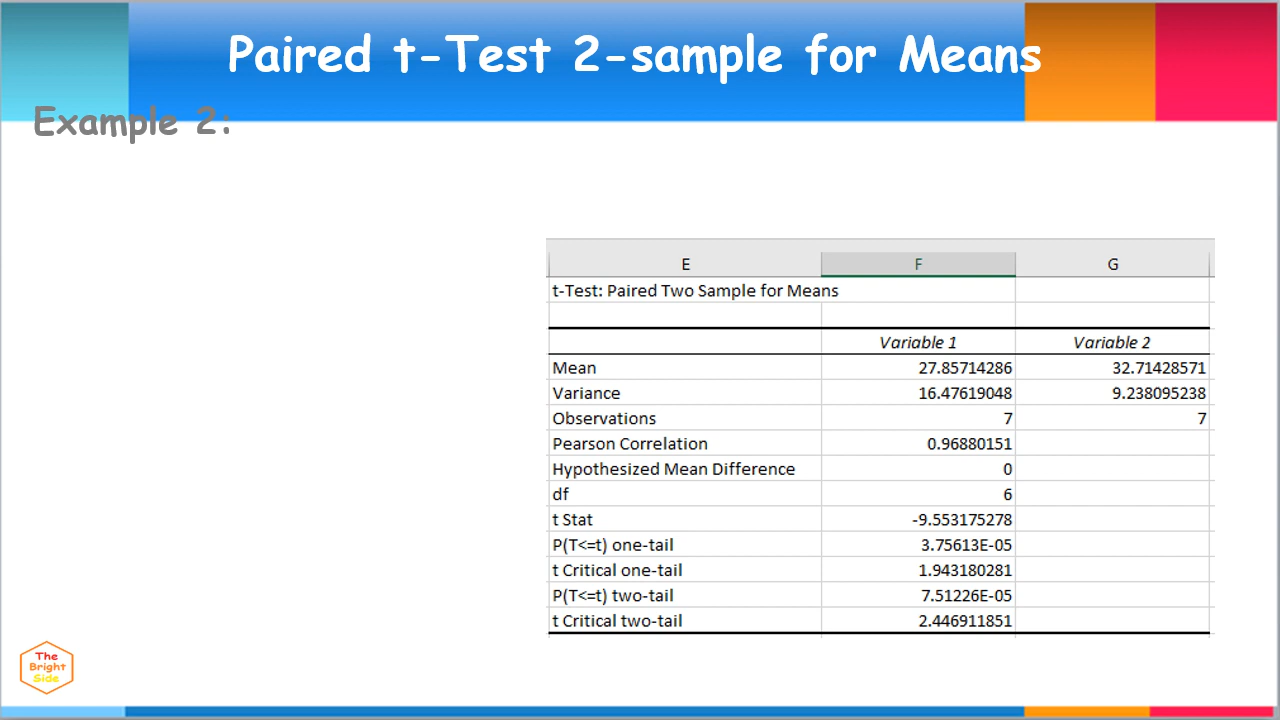 Paired t-Test 2-sample for Means
Example 2:
E F G
t-Test: Paired Two Sample for Means
Variable 1 Variable 2
Mean 27.85714286 32.71428571
Variance 16.47619048 9.238095238
Observations 7 7
Pearson Correlation 0.96880151
Hypothesized Mean Difference 0
df 6
t Stat -9.553175278
P(T<=t) one-tail 3.75613E-05
t Critical one-tail 1.943180281
P(T<=t) two-tail 7.51226E-05
t Critical two-tail 2.446911851
The
Bright
Side